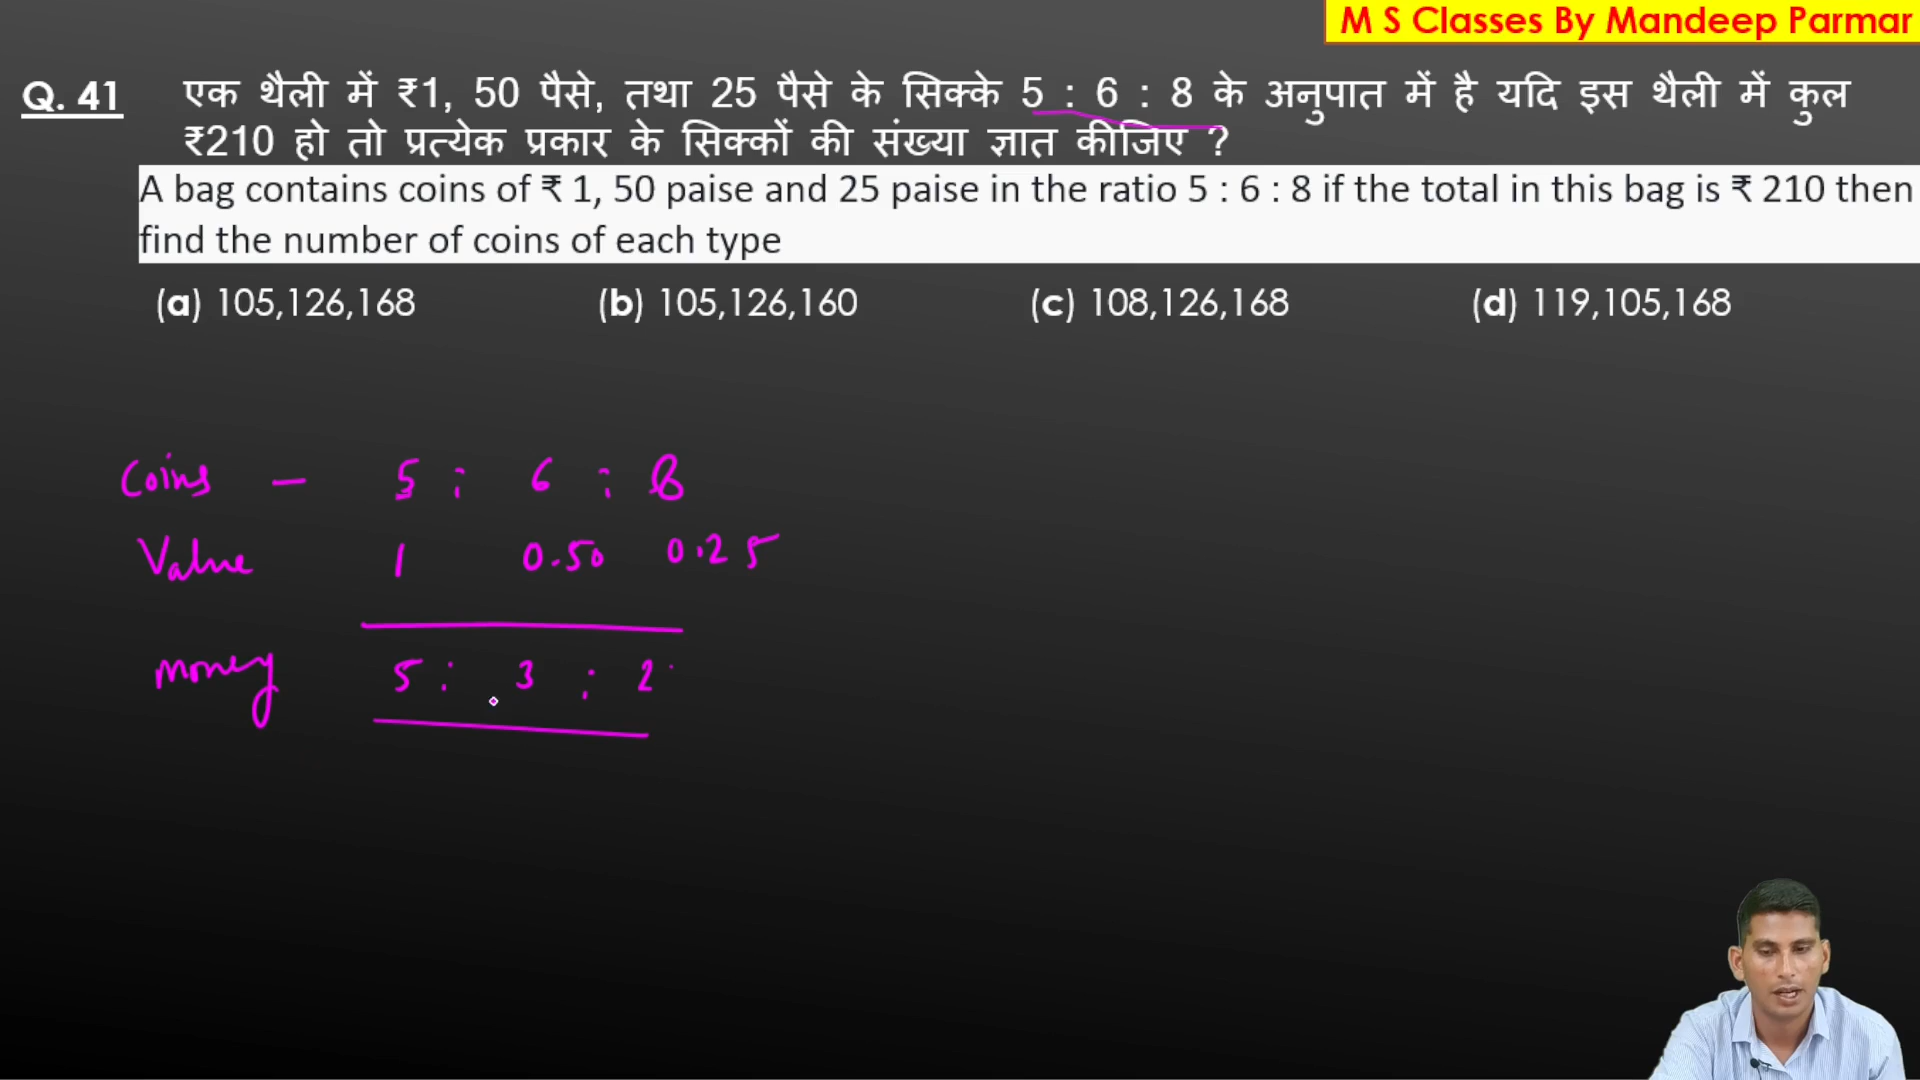 M S Classes By Mandeep Parmar
Q. 41 एक थैली में ₹1, 50 पैसे, तथा 25 पैसे के सिक्के 5 : 6 : 8 के अनुपात में है यदि इस थैली में कुल
₹210 हो तो प्रत्येक प्रकार के सिक्कों की संख्या ज्ञात कीजिए ?
A bag contains coins of ₹ 1, 50 paise and 25 paise in the ratio 5 : 6 : 8 if the total in this bag is ₹ 210 then
find the number of coins of each type
(a) 105,126,168 (b) 105,126,160 (c) 108,126,168 (d) 119,105,168
Coins – 5 : 6 : 8
Value 1 0.50 0.25
Money 5 : 3 : 2